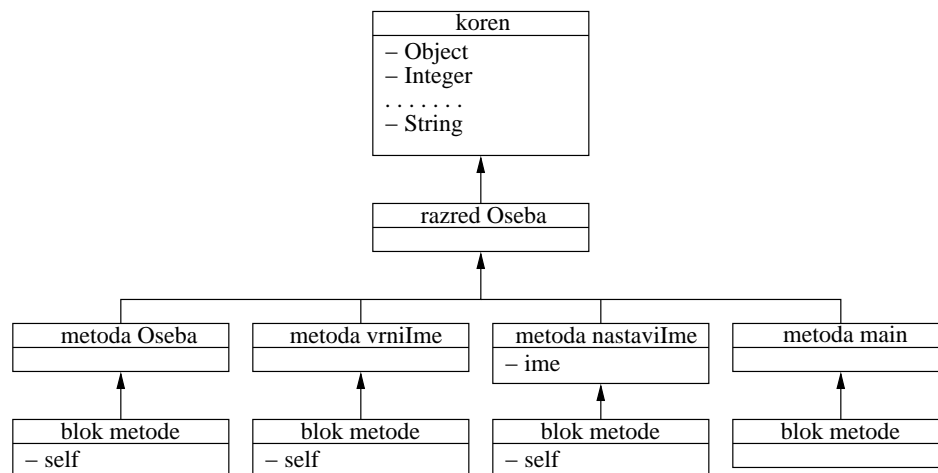 koren
– Object
– Integer
. . . . . . .
– String
razred Oseba
metoda Oseba
metoda vrniIme
metoda nastaviIme
– ime
metoda main
blok metode
– self
blok metode
– self
blok metode
– self
blok metode